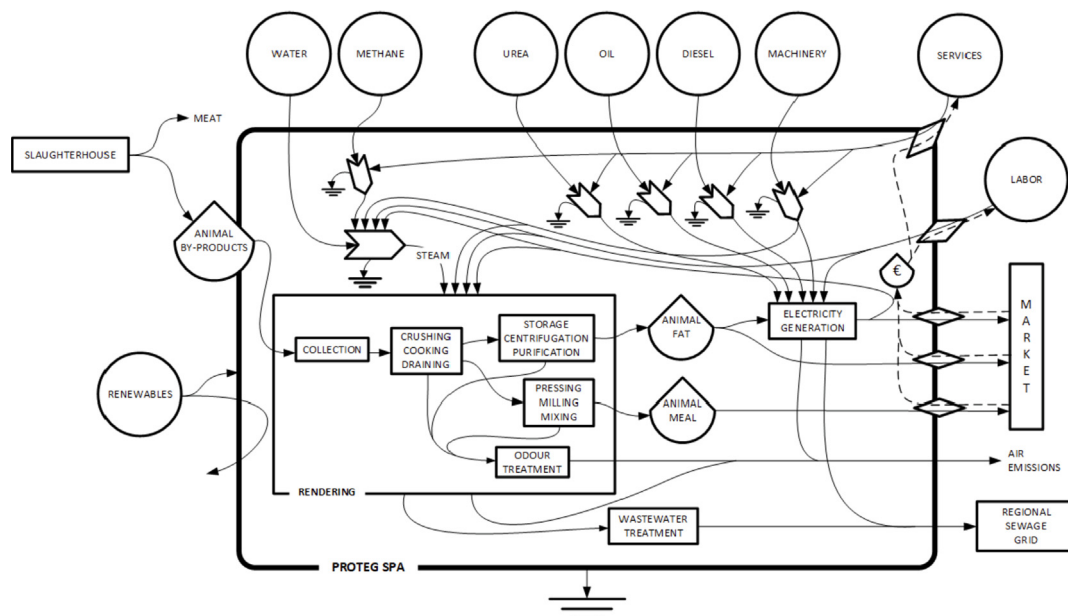 WATER
METHANE
UREA
OIL
DIESEL
MACHINERY
SERVICES
MEAT
SLAUGHTERHOUSE
LABOR
ANIMAL
BY-PRODUCTS
STEAM
€
COLLECTION
CRUSHING
COOKING
DRAINING
STORAGE
CENTRIFUGATION
PURIFICATION
ANIMAL
FAT
ELECTRICITY
GENERATION
MARKET
RENEWABLES
PRESSING
MILLING
MIXING
ANIMAL
MEAL
ODOUR
TREATMENT
AIR
EMISSIONS
RENDERING
WASTEWATER
TREATMENT
REGIONAL
SEWAGE
GRID
PROTEG SPA